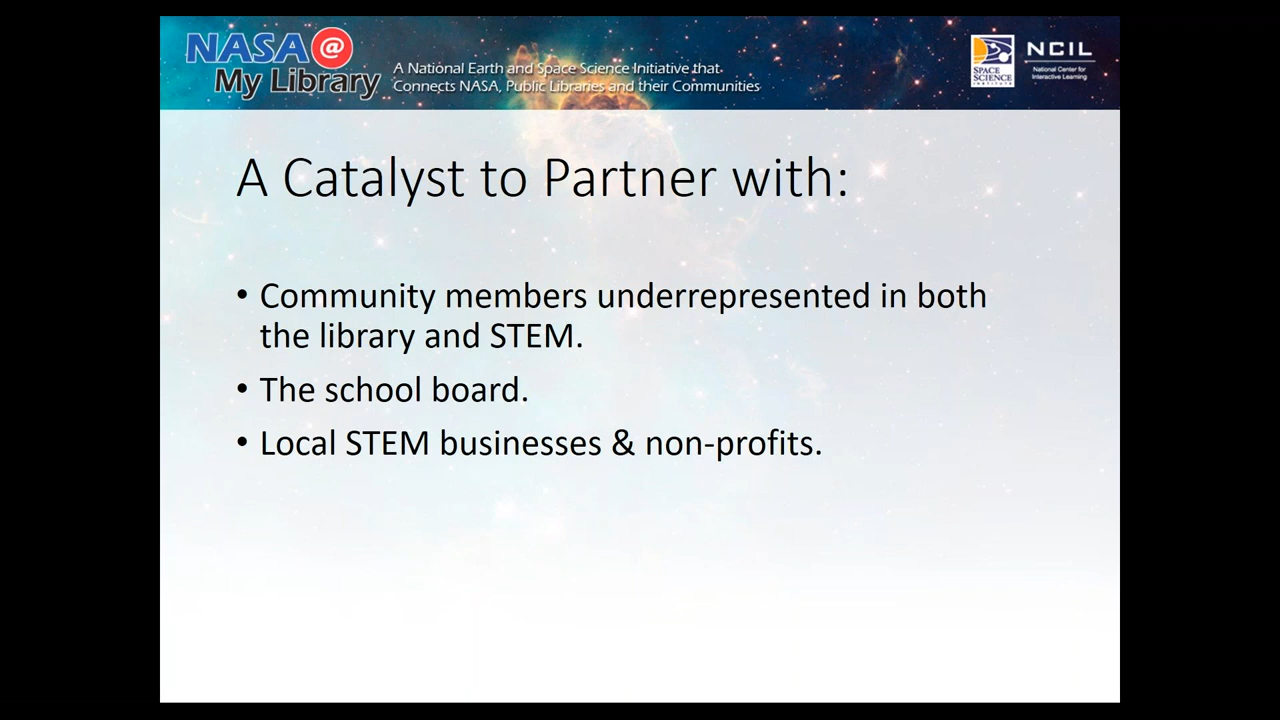 NASA@
My Library
A National Earth and Space Science Initiative that
Connects NASA, Public Libraries and their Communities
SPACE
SCIENCE
INSTITUTE
NCIL
National Center for
Interactive Learning
A Catalyst to Partner with:
• Community members underrepresented in both
the library and STEM.
• The school board.
• Local STEM businesses & non-profits.